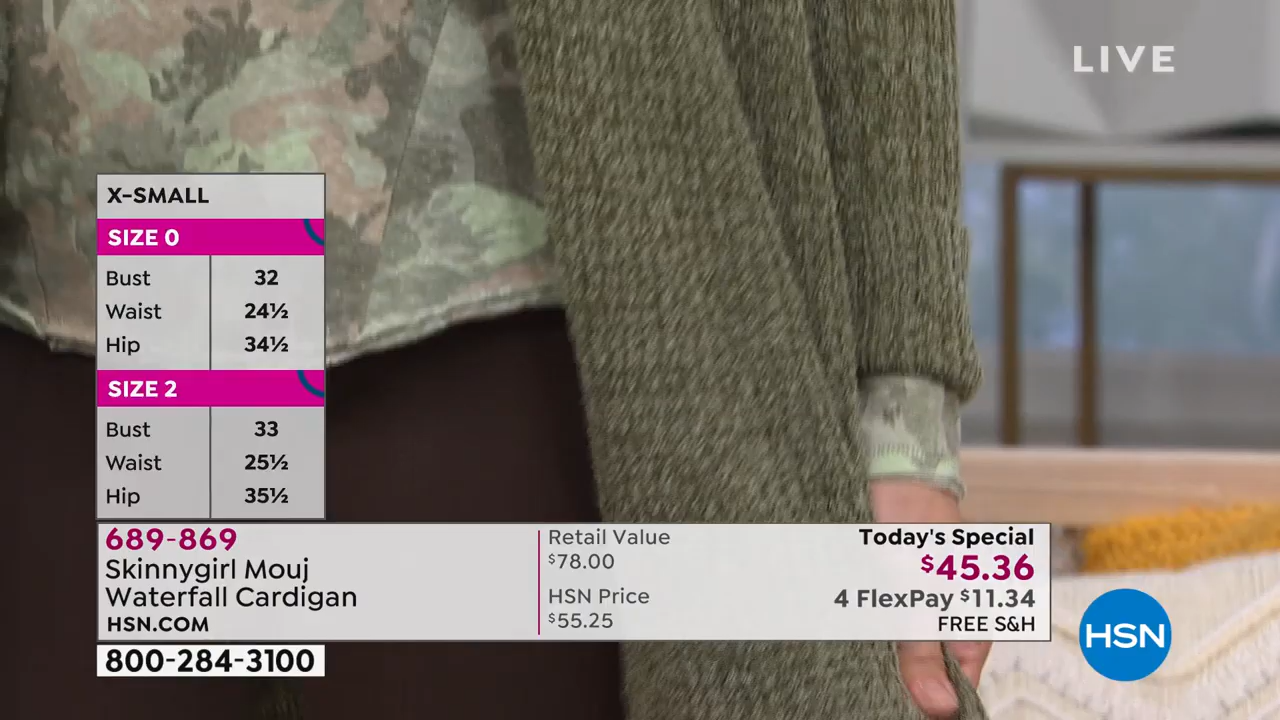 LIVE
X-SMALL
SIZE 0
Bust 32
Waist 24½
Hip 34½
SIZE 2
Bust 33
Waist 25½
Hip 35½
689-869
Skinnygirl Mouj
Waterfall Cardigan
HSN.COM
Retail Value
$78.00
HSN Price
$55.25
Today's Special
$45.36
4 FlexPay $11.34
FREE S&H
800-284-3100
HSN